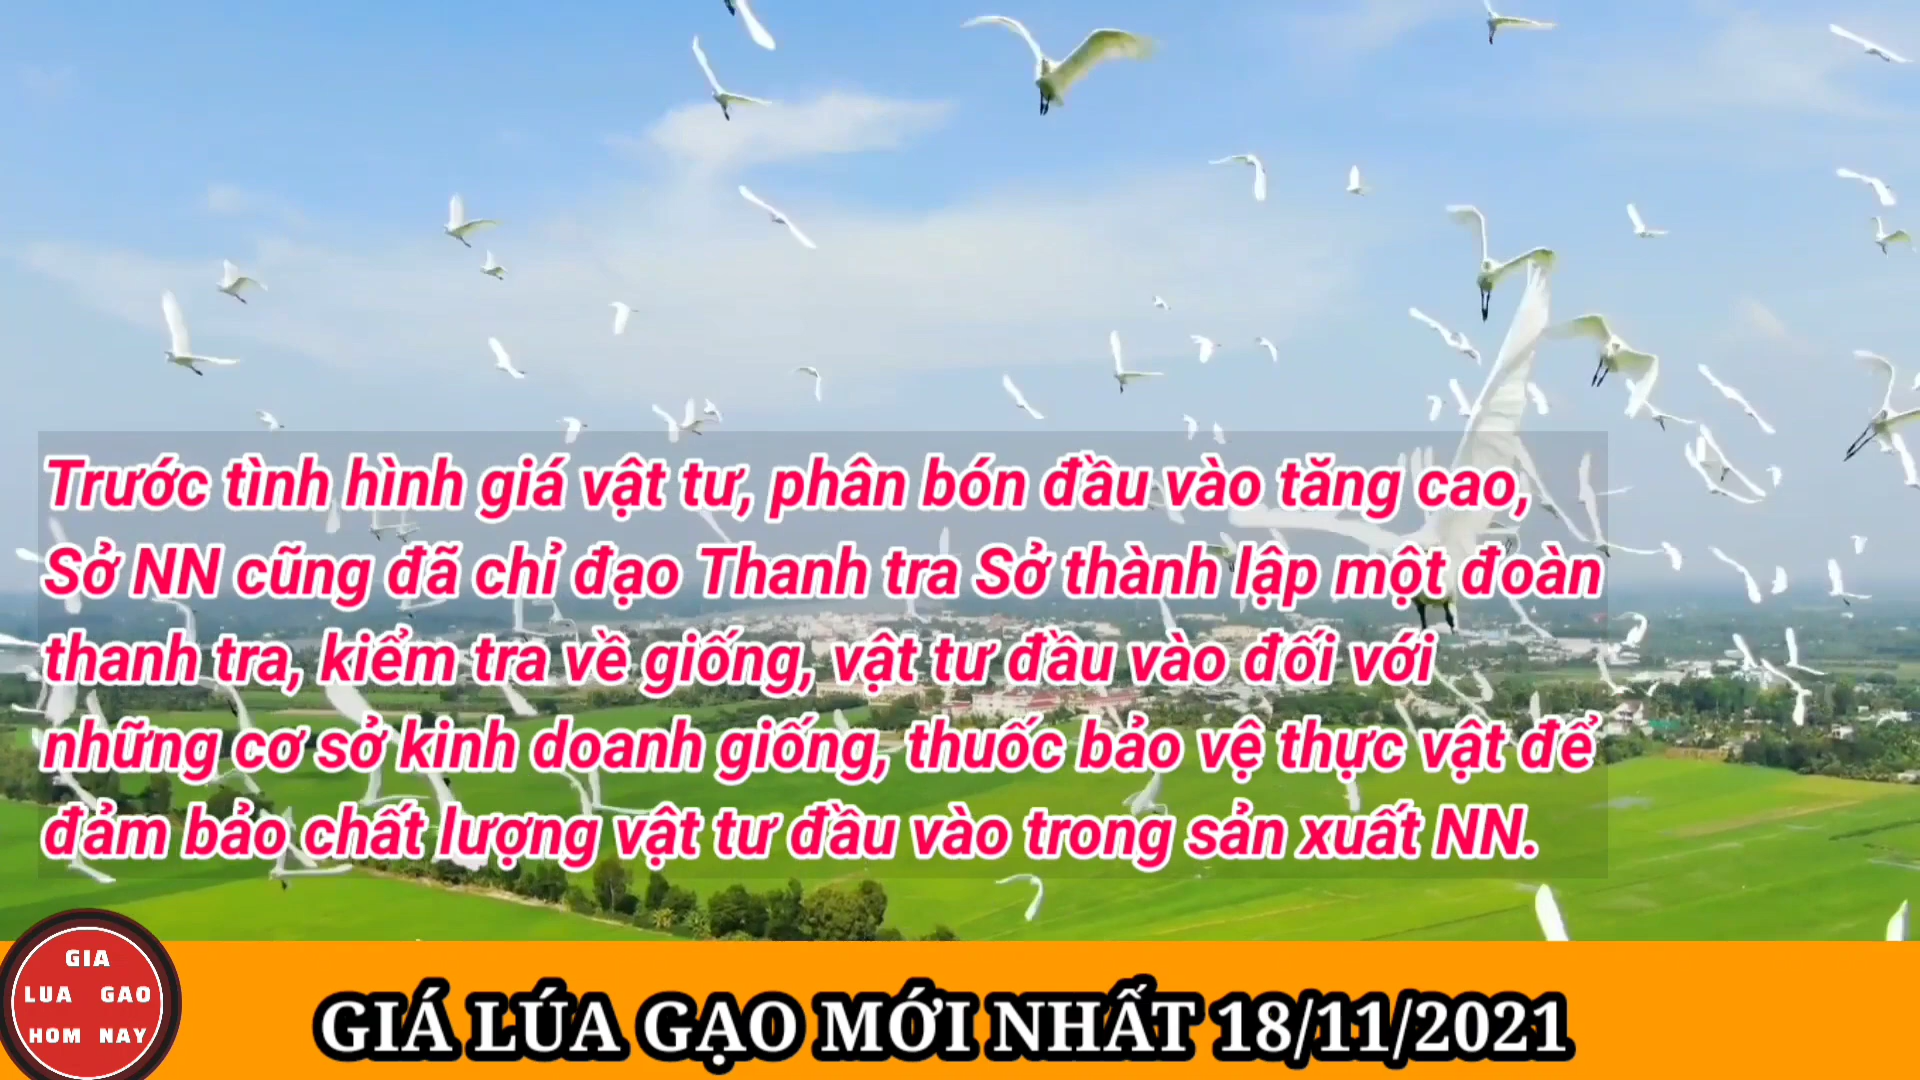 Trước tình hình giá vật tư, phân bón đầu vào tăng cao,
Sở NN cũng đã chỉ đạo Thanh tra Sở thành lập một đoàn
thanh tra, kiểm tra về giống, vật tư đầu vào đối với
những cơ sở kinh doanh giống, thuốc bảo vệ thực vật để
đảm bảo chất lượng vật tư đầu vào trong sản xuất NN.
GIA
LUA GAO
HOM NAY
GIÁ LÚA GẠO MỚI NHẤT 18/11/2021